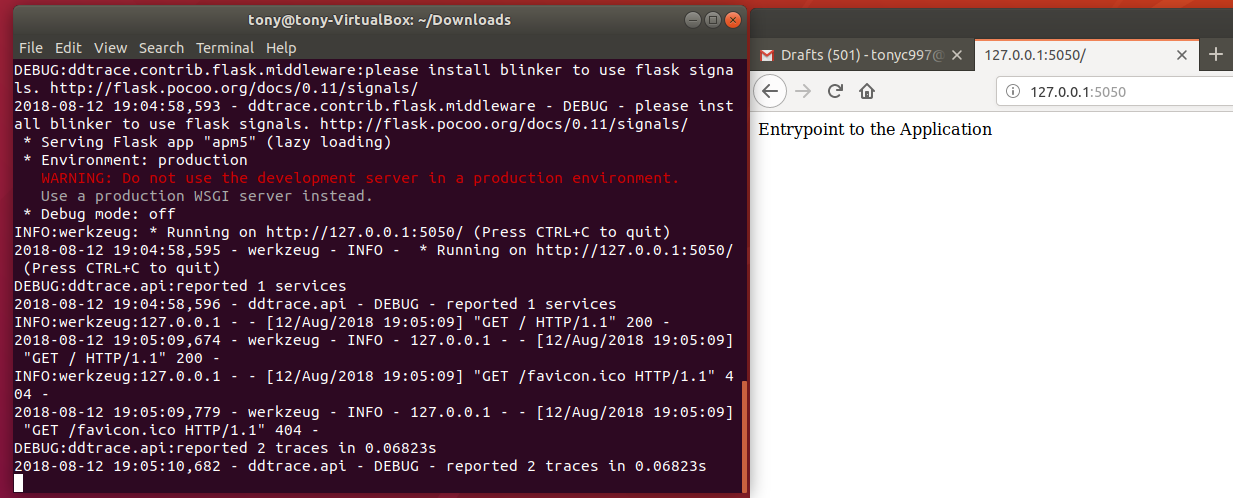 tony@tony-VirtualBox: ~/Downloads
File Edit View Search Terminal Help
DEBUG:ddtrace.contrib.flask.middleware:please install blinker to use flask signa
ls. http://flask.pocoo.org/docs/0.11/signals/
2018-08-12 19:04:58,593 - ddtrace.contrib.flask.middleware - DEBUG - please inst
all blinker to use flask signals. http://flask.pocoo.org/docs/0.11/signals/
 * Serving Flask app "apm5" (lazy loading)
 * Environment: production
   WARNING: Do not use the development server in a production environment.
   Use a production WSGI server instead.
 * Debug mode: off
INFO:werkzeug: * Running on http://127.0.0.1:5050/ (Press CTRL+C to quit)
2018-08-12 19:04:58,595 - werkzeug - INFO -  * Running on http://127.0.0.1:5050/
 (Press CTRL+C to quit)
DEBUG:ddtrace.api:reported 1 services
2018-08-12 19:04:58,596 - ddtrace.api - DEBUG - reported 1 services
INFO:werkzeug:127.0.0.1 - - [12/Aug/2018 19:05:09] "GET / HTTP/1.1" 200 -
2018-08-12 19:05:09,674 - werkzeug - INFO - 127.0.0.1 - - [12/Aug/2018 19:05:09]
 "GET / HTTP/1.1" 200 -
INFO:werkzeug:127.0.0.1 - - [12/Aug/2018 19:05:09] "GET /favicon.ico HTTP/1.1" 4
04 -
2018-08-12 19:05:09,779 - werkzeug - INFO - 127.0.0.1 - - [12/Aug/2018 19:05:09]
 "GET /favicon.ico HTTP/1.1" 404 -
DEBUG:ddtrace.api:reported 2 traces in 0.06823s
2018-08-12 19:05:10,682 - ddtrace.api - DEBUG - reported 2 traces in 0.06823s
Drafts (501) - tonyc997@
127.0.0.1:5050/
127.0.0.1:5050
Entrypoint to the Application